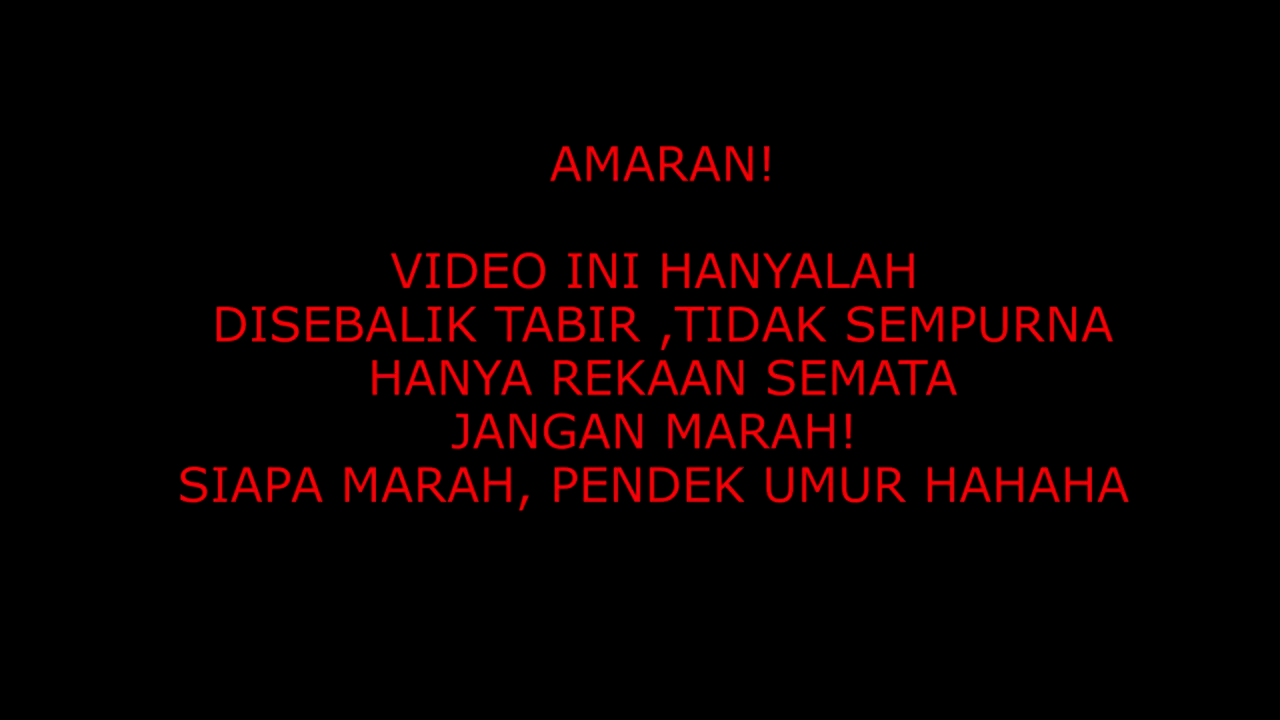 AMARAN!
VIDEO INI HANYALAH
DISEBALIK TABIR ,TIDAK SEMPURNA
HANYA REKAAN SEMATA
JANGAN MARAH!
SIAPA MARAH, PENDEK UMUR HAHAHA